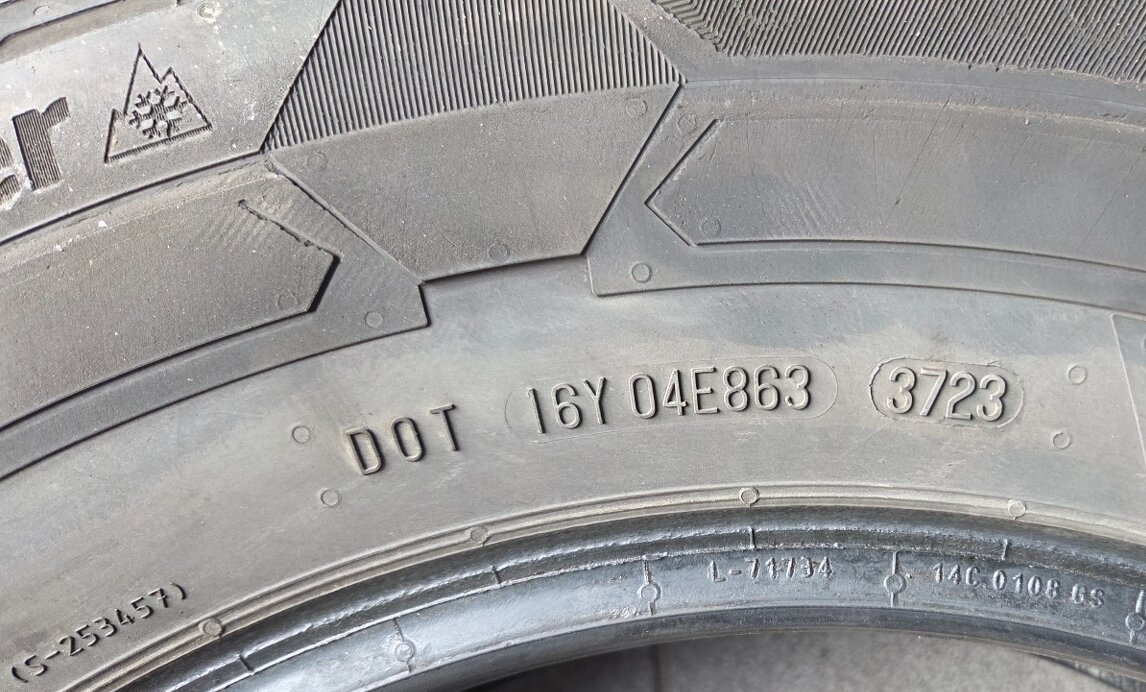 DOT 16Y 04E863 3723
L-71734 14C 0108 GS
(S-253457)